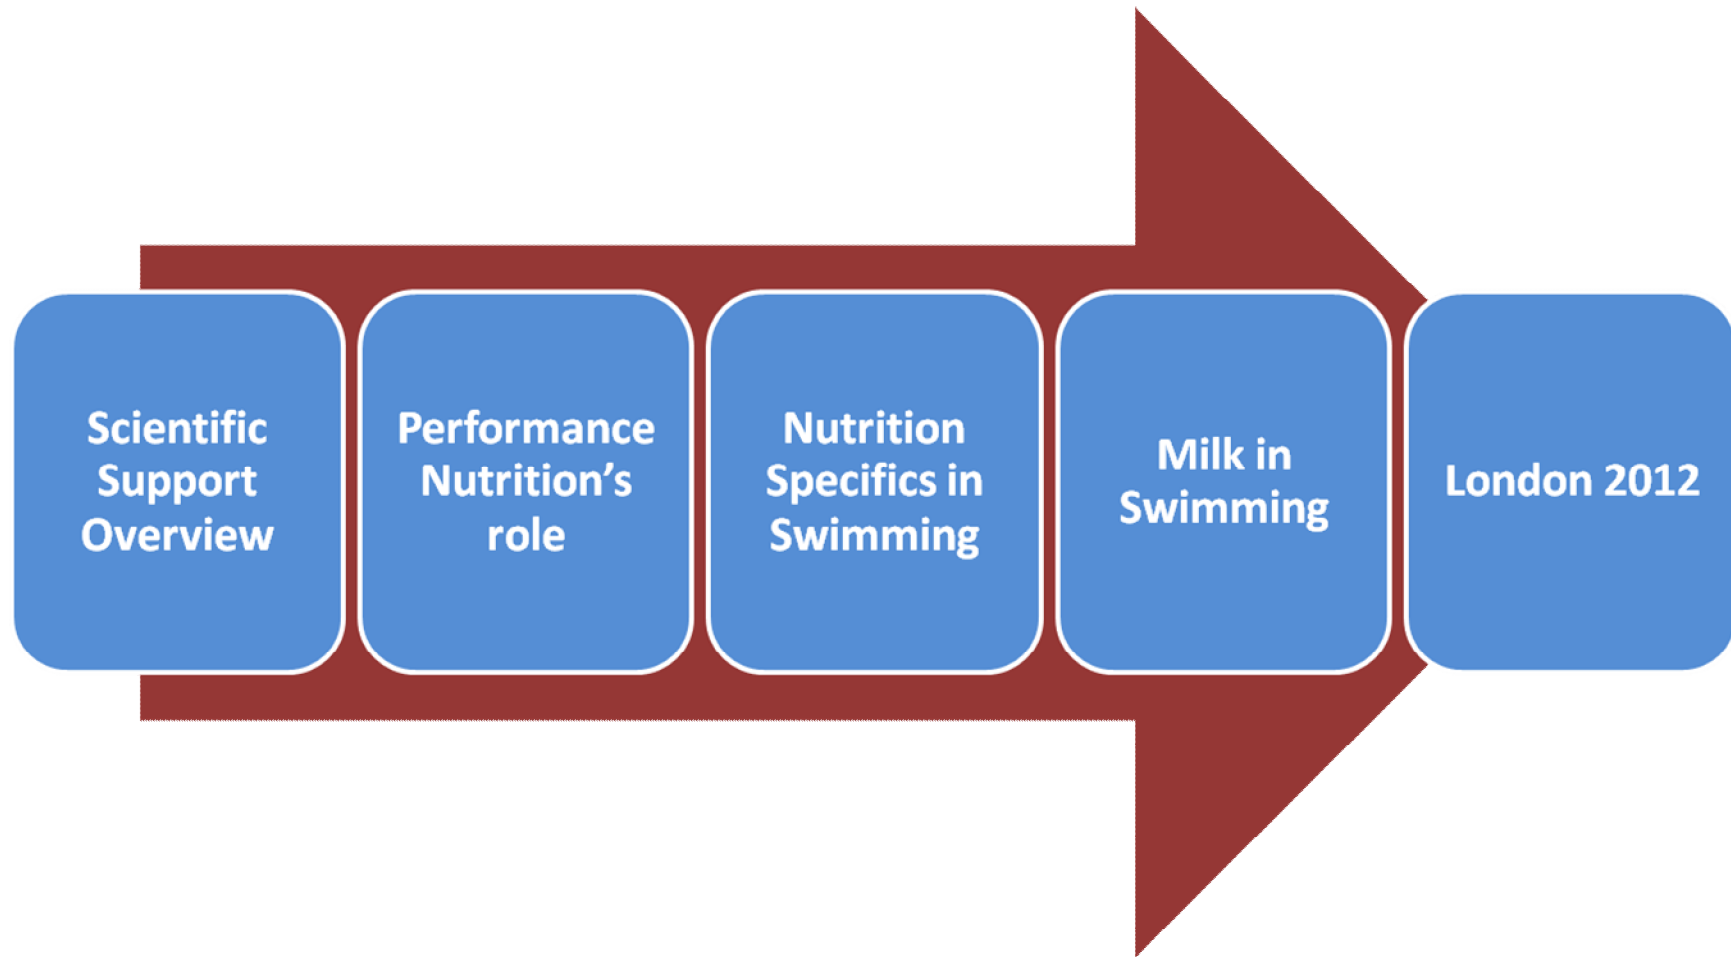 Scientific
Support
Overview
Performance
Nutrition’s
role
Nutrition
Specifics in
Swimming
Milk in
Swimming
London 2012